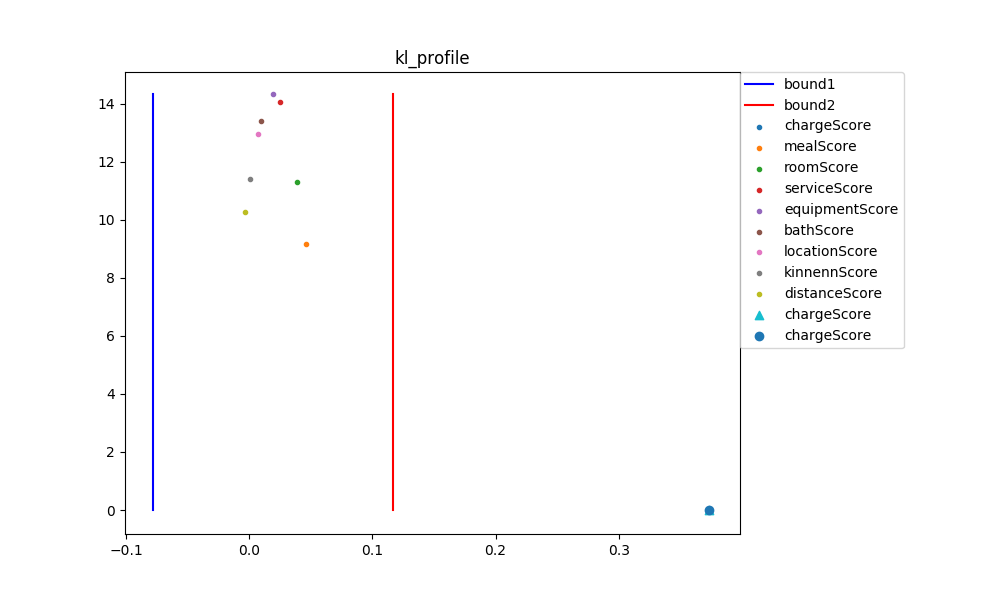 kl_profile
14
12
10
8
6
4
2
0
−0.1
0.0
0.1
0.2
0.3
bound1
bound2
chargeScore
mealScore
roomScore
serviceScore
equipmentScore
bathScore
locationScore
kinnennScore
distanceScore
chargeScore
chargeScore